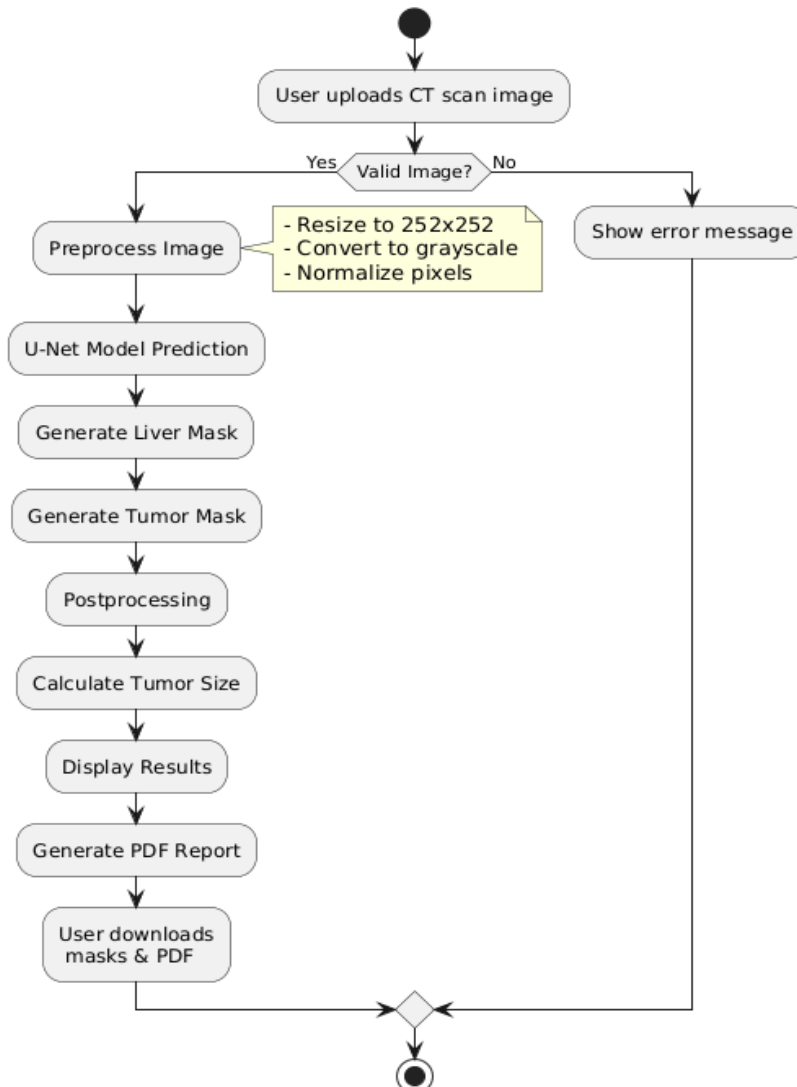 User uploads CT scan image
Yes
Valid Image?
No
Preprocess Image
- Resize to 252x252
- Convert to grayscale
- Normalize pixels
Show error message
U-Net Model Prediction
Generate Liver Mask
Generate Tumor Mask
Postprocessing
Calculate Tumor Size
Display Results
Generate PDF Report
User downloads
masks & PDF